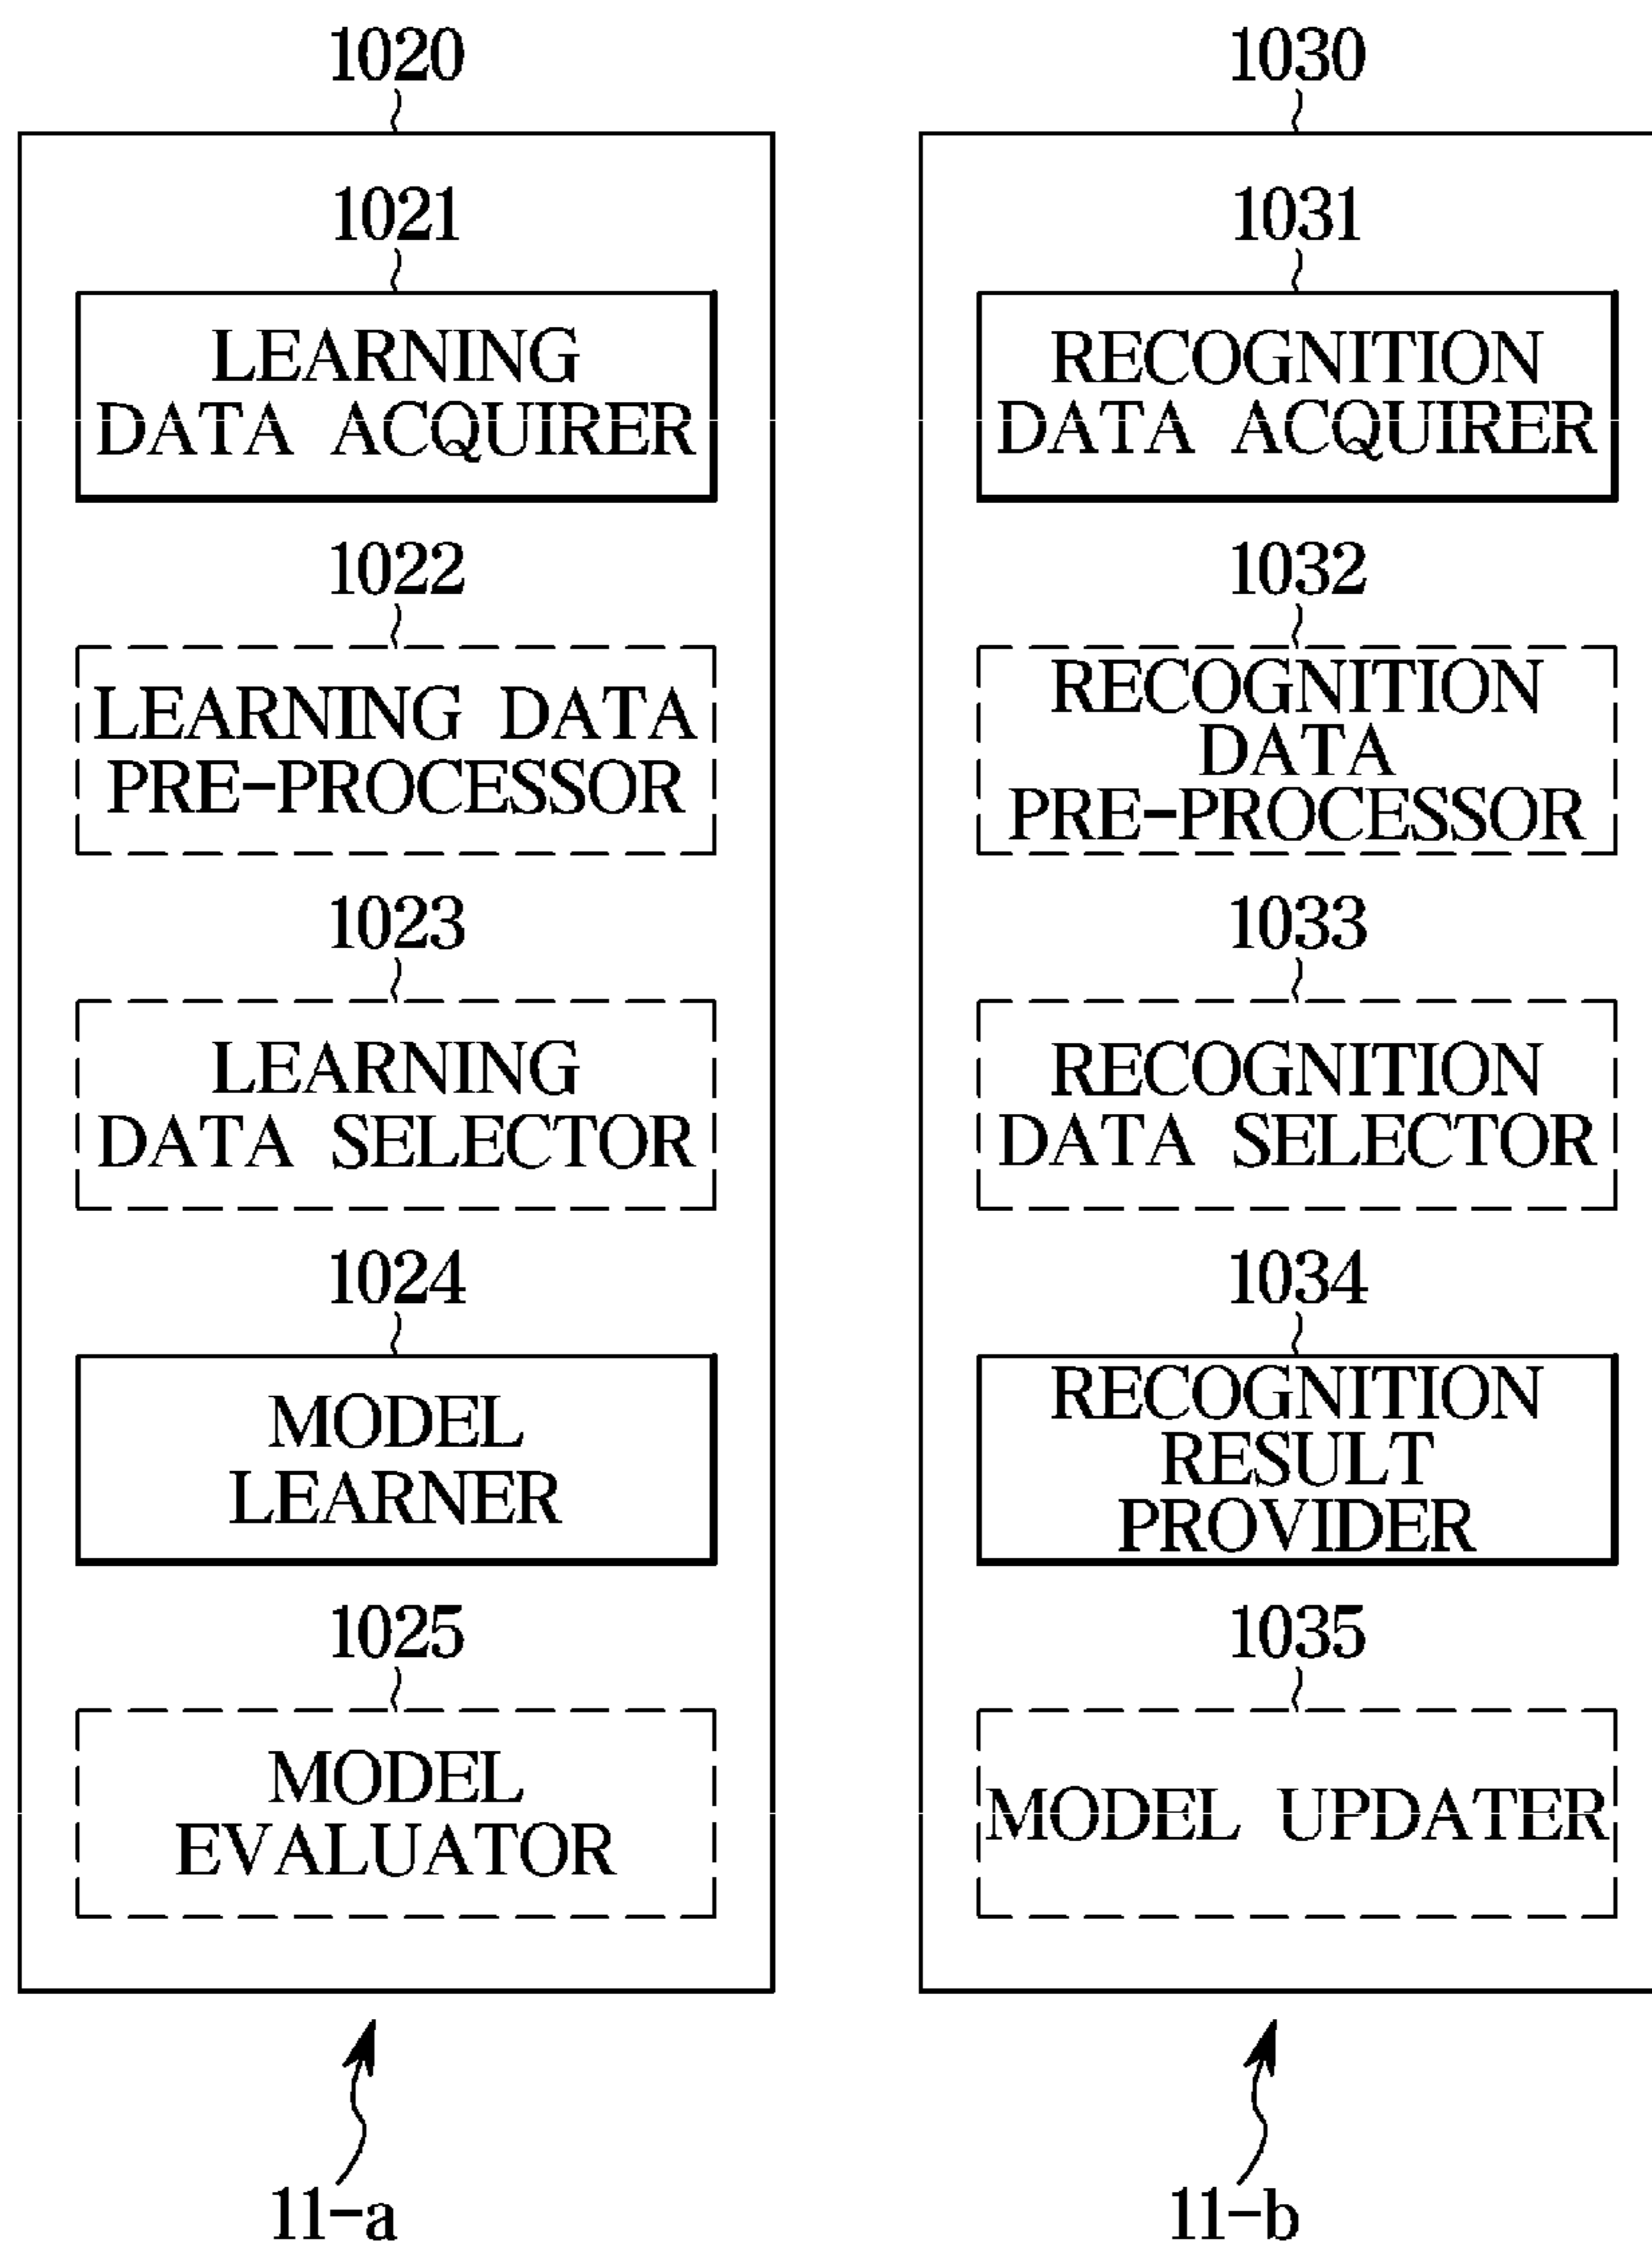 1020
1021
LEARNING
DATA ACQUIRER
1022
LEARNING DATA
PRE-PROCESSOR
1023
LEARNING
DATA SELECTOR
1024
MODEL
LEARNER
1025
MODEL
EVALUATOR
11-a
1030
1031
RECOGNITION
DATA ACQUIRER
1032
RECOGNITION
DATA
PRE-PROCESSOR
1033
RECOGNITION
DATA SELECTOR
1034
RECOGNITION
RESULT
PROVIDER
1035
MODEL UPDATER
11-b